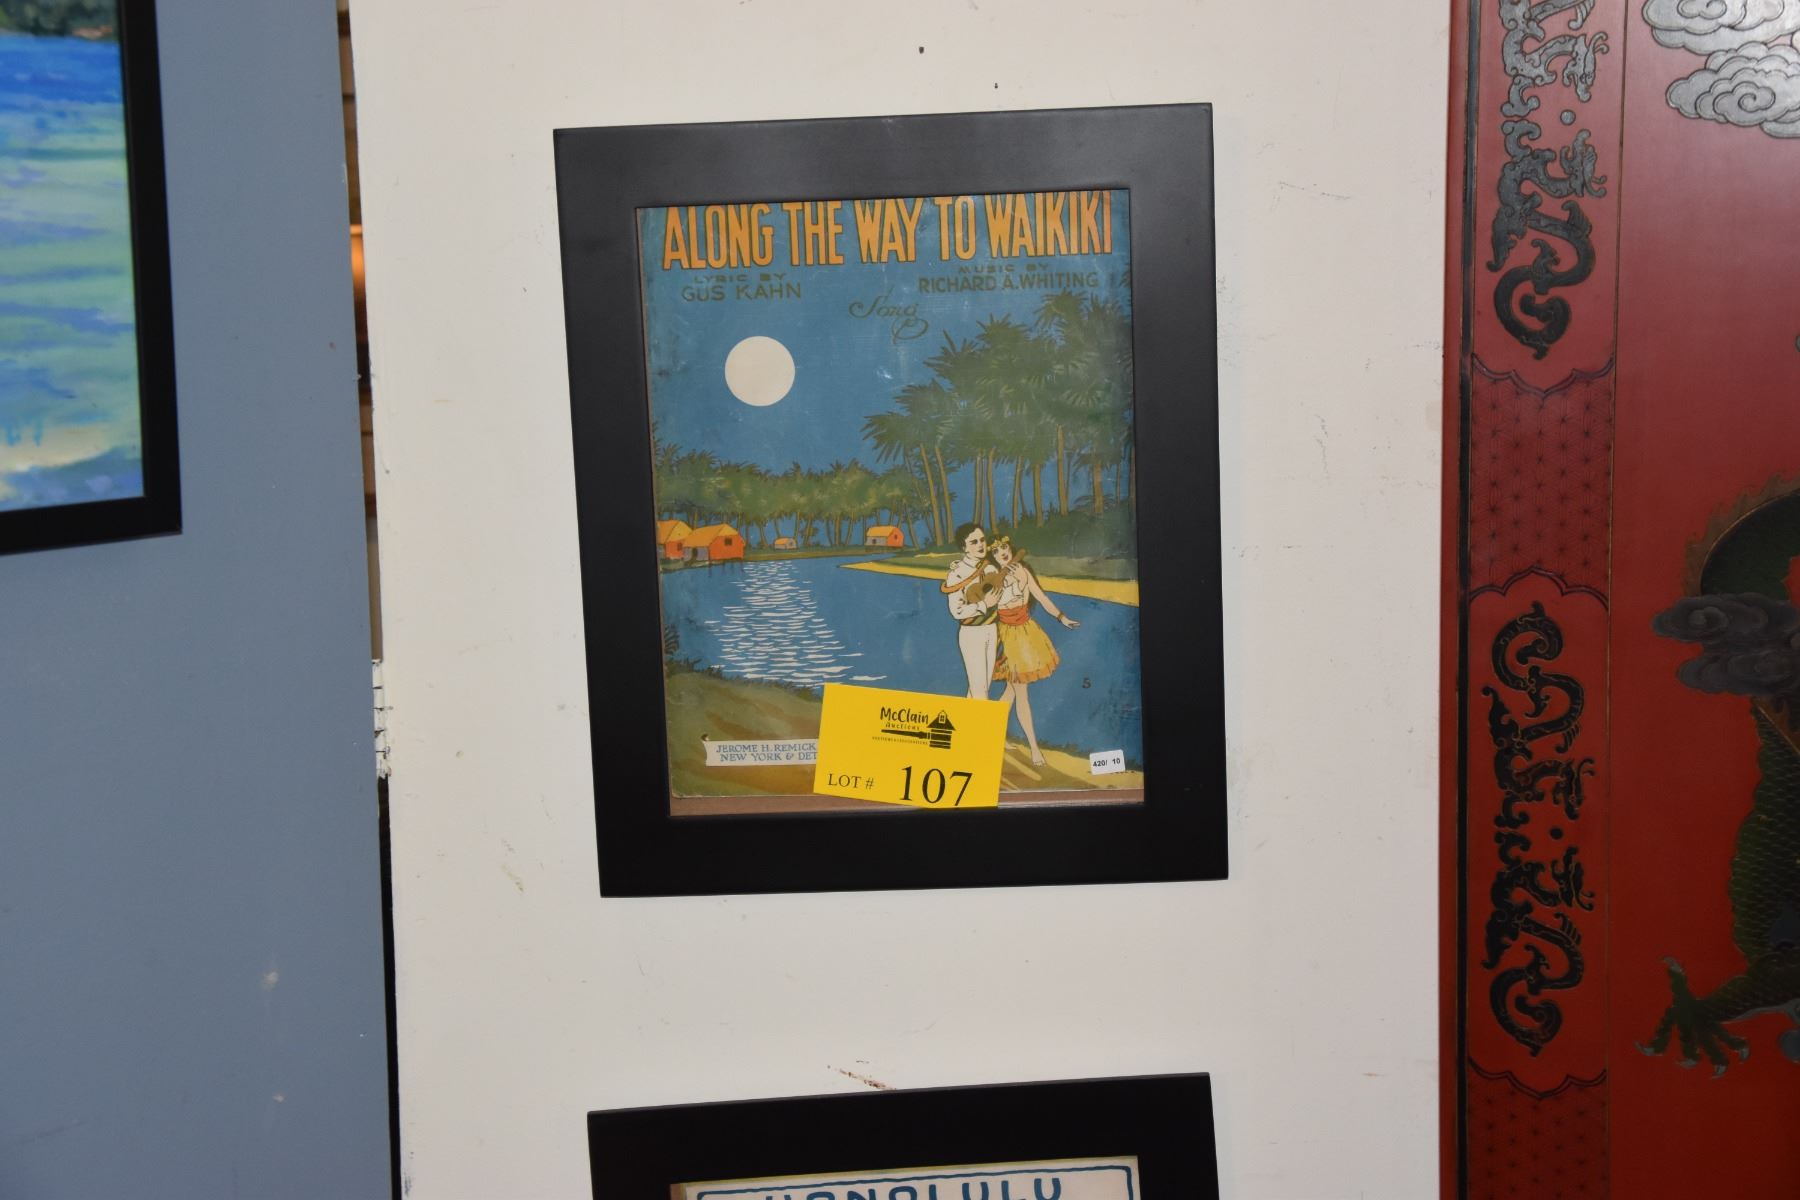 ALONG THE WAY TO WAIKIKI
LYRIC BY
GUS KAHN
MUSIC BY
RICHARD A. WHITING
Song
S
JEROME H. REMICK
NEW YORK & DET
McClain
Auctions
LOT # 107
420/ 10
HONOLULU